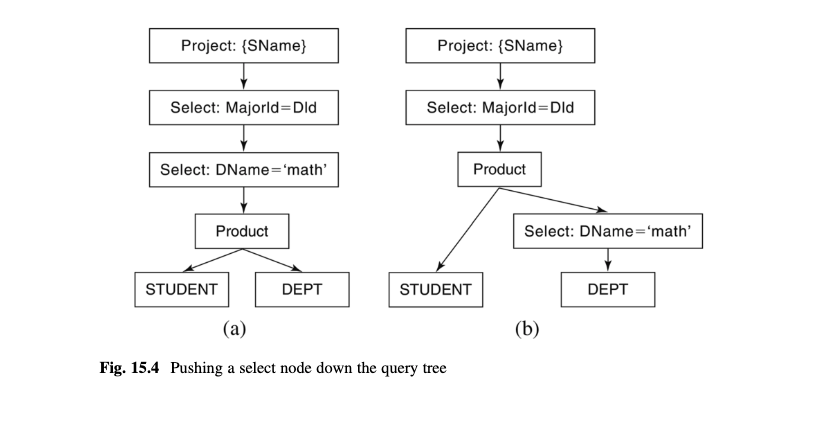 Project: {SName}
Select: MajorId=DId
Select: DName=‘math’
Product
STUDENT
DEPT
(a)
Project: {SName}
Select: MajorId=DId
Product
Select: DName=‘math’
STUDENT
DEPT
(b)
Fig. 15.4 Pushing a select node down the query tree